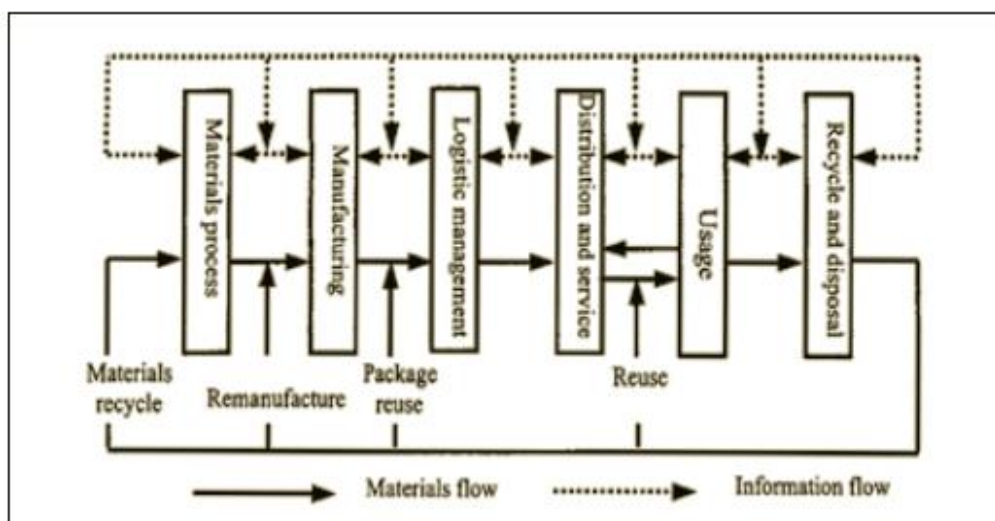 Materials process
Manufacturing
Logistic management
Distribution and service
Usage
Recycle and disposal
Materials
recycle
Remanufacture
Package
reuse
Reuse
Materials flow
Information flow